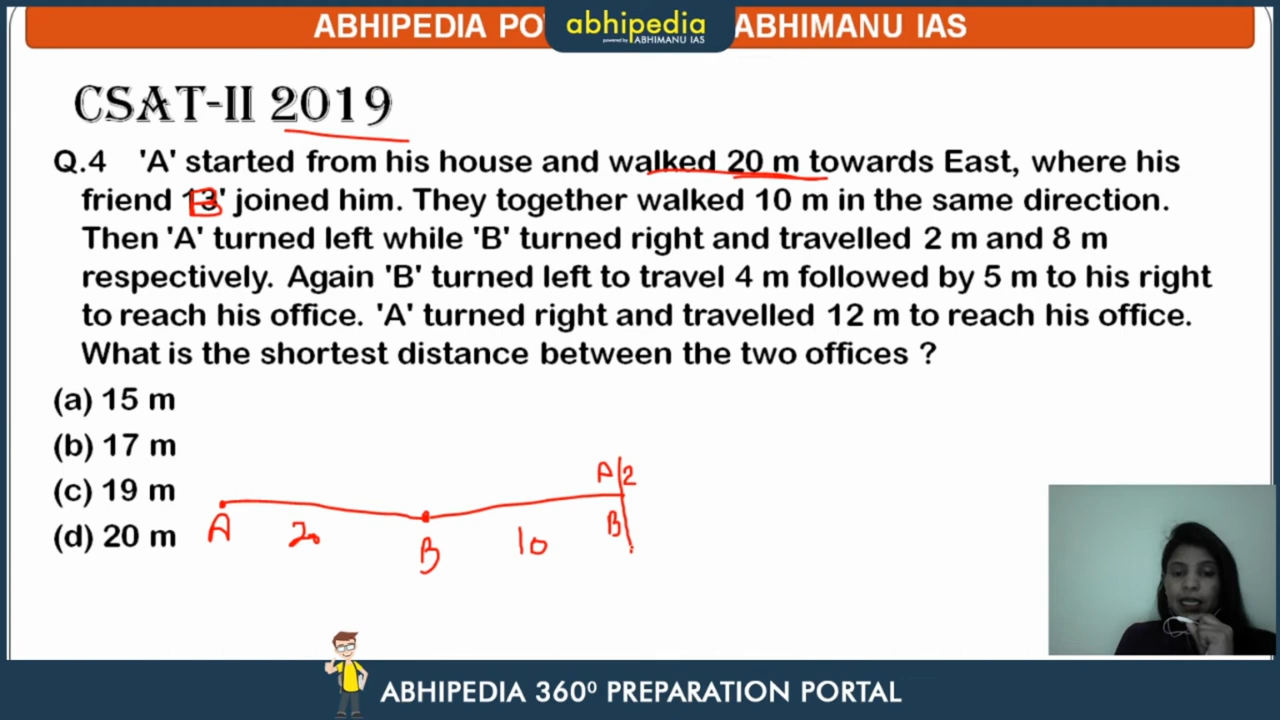 ABHIPEDIA PO
abhipedia
powered by ABHIMANU IAS
ABHIMANU IAS
CSAT-II 2019
Q.4 'A' started from his house and walked 20 m towards East, where his
friend B' joined him. They together walked 10 m in the same direction.
Then 'A' turned left while 'B' turned right and travelled 2 m and 8 m
respectively. Again 'B' turned left to travel 4 m followed by 5 m to his right
to reach his office. 'A' turned right and travelled 12 m to reach his office.
What is the shortest distance between the two offices ?
(a) 15 m
(b) 17 m
(c) 19 m
(d) 20 m
A 2
A 20 B 10 B
ABHIPEDIA 360⁰ PREPARATION PORTAL